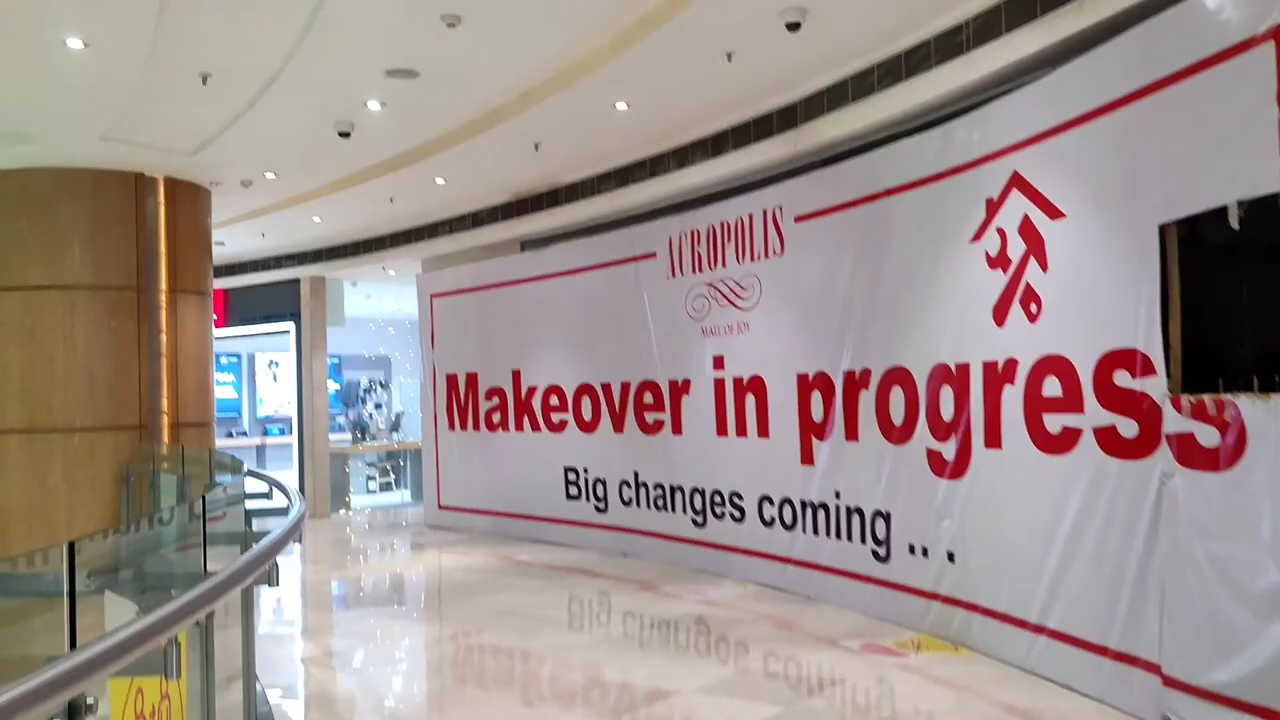 ACROPOLIS
MALL OF JOY
Makeover in progress
Big changes coming ...